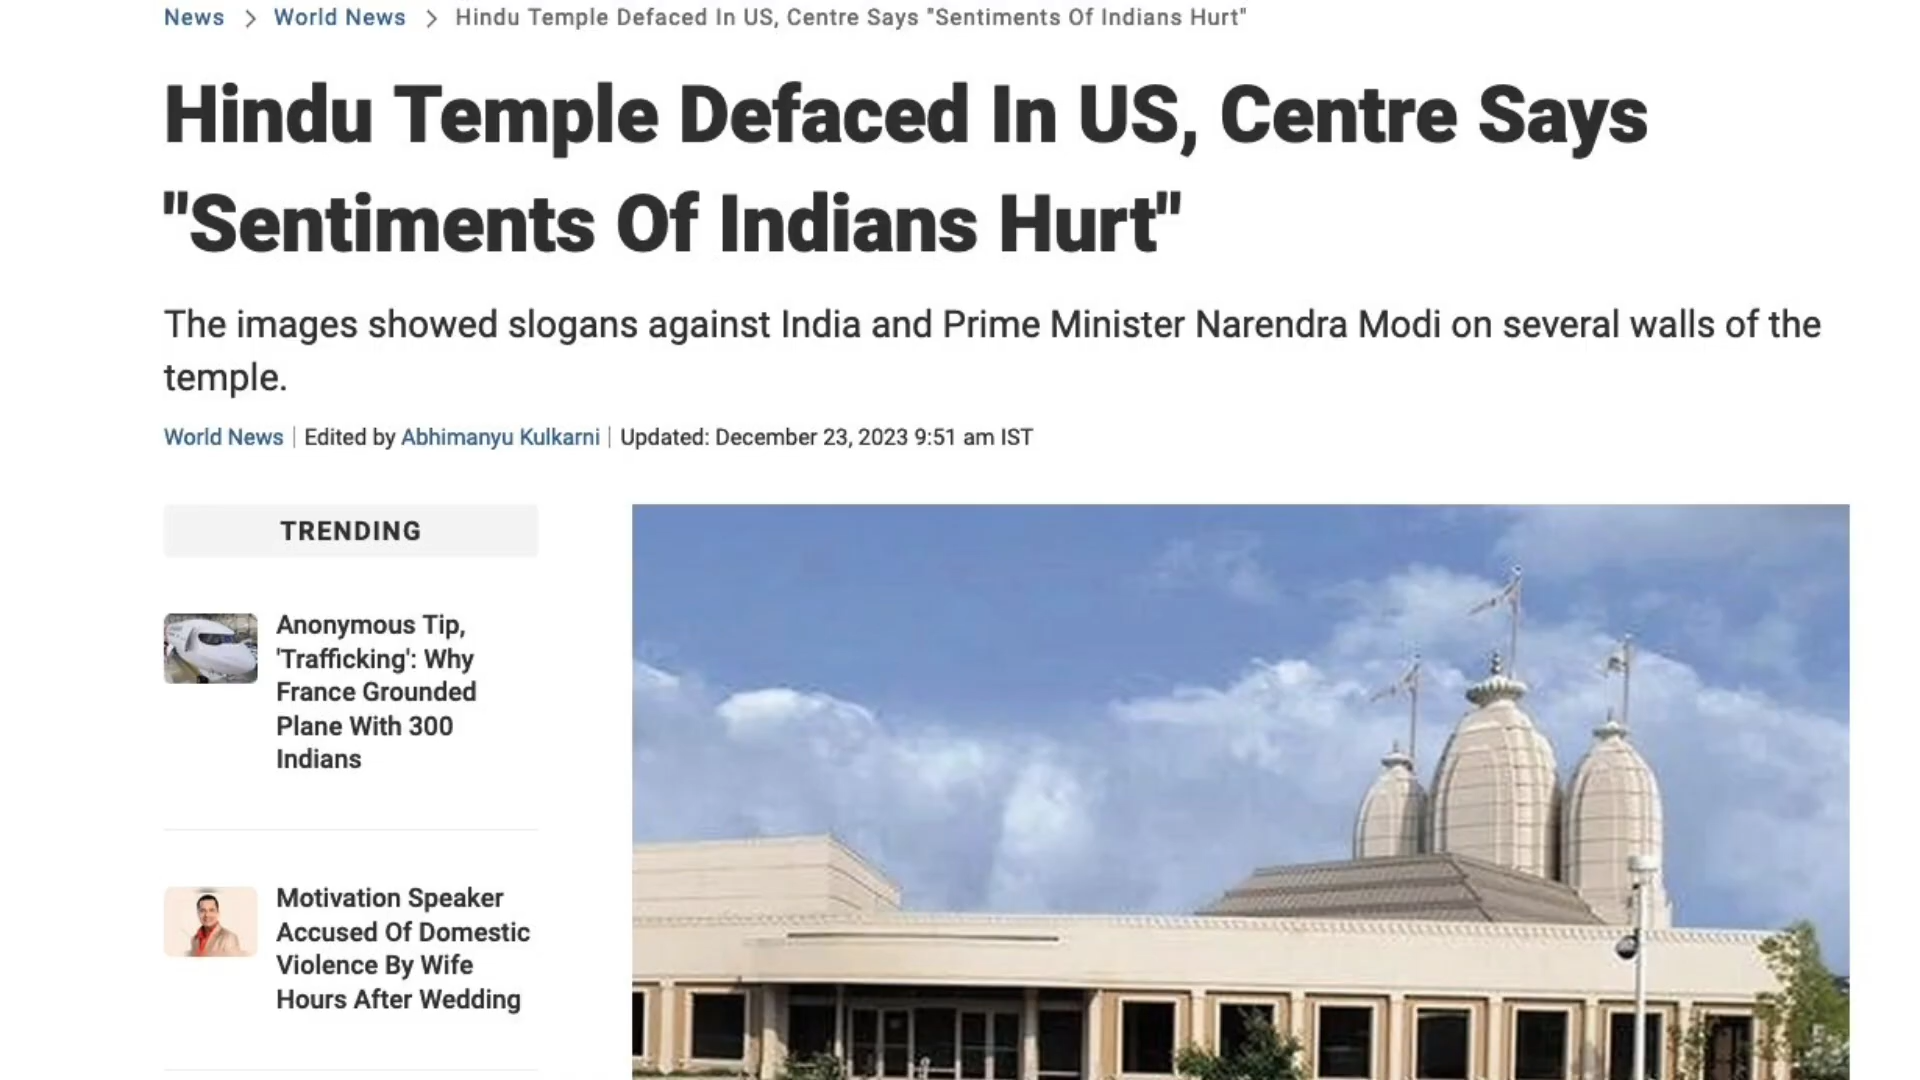 News > World News > Hindu Temple Defaced In US, Centre Says "Sentiments Of Indians Hurt"
Hindu Temple Defaced In US, Centre Says
"Sentiments Of Indians Hurt"
The images showed slogans against India and Prime Minister Narendra Modi on several walls of the
temple.
World News | Edited by Abhimanyu Kulkarni | Updated: December 23, 2023 9:51 am IST
TRENDING
Anonymous Tip,
'Trafficking': Why
France Grounded
Plane With 300
Indians
Motivation Speaker
Accused Of Domestic
Violence By Wife
Hours After Wedding